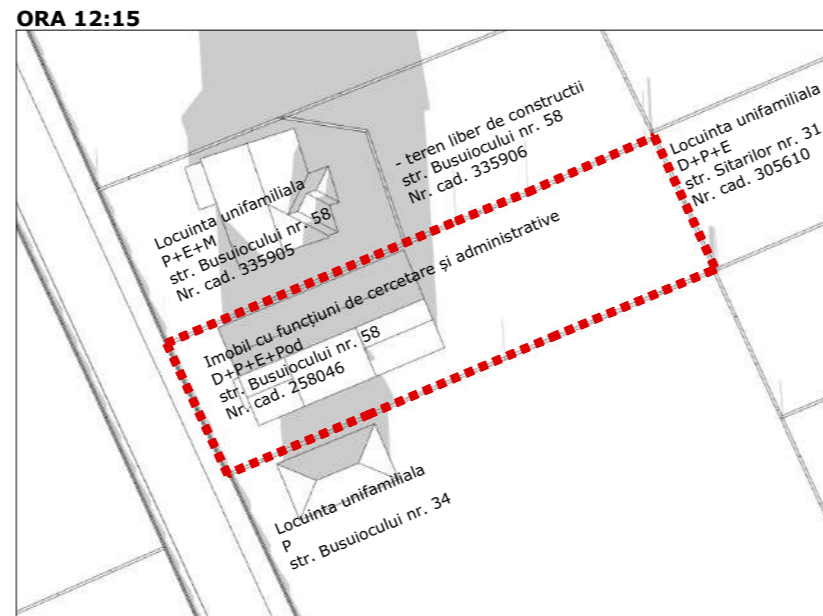 ORA 12:15
- teren liber de constructii
str. Busuiocului nr. 58
Nr. cad. 335906
Locuinta unifamiliala
D+P+E
str. Sitarilor nr. 31
Nr. cad. 305610
Locuinta unifamiliala
P+E+M
str. Busuiocului nr. 58
Nr. cad. 335905
Imobil cu funcțiuni de cercetare și administrative
D+P+E+Pod
str. Busuiocului nr. 58
Nr. cad. 258046
Locuinta unifamiliala
P
str. Busuiocului nr. 34